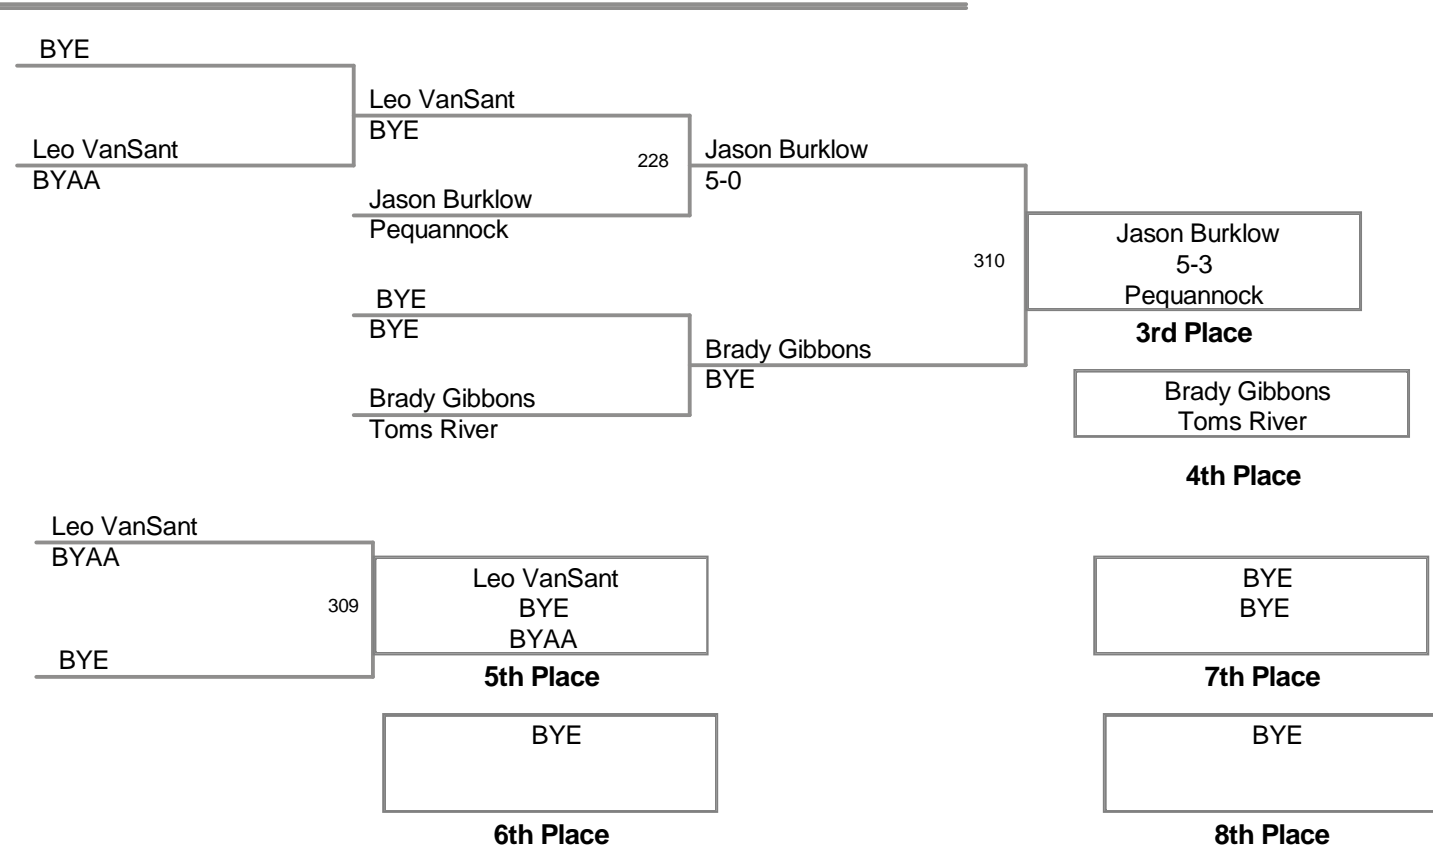 BYE
Leo VanSant
BYE
Leo VanSant
BYAA
228
Jason Burklow
5-0
Jason Burklow
Pequannock
310
Jason Burklow
5-3
Pequannock
3rd Place
BYE
BYE
Brady Gibbons
BYE
Brady Gibbons
Toms River
Brady Gibbons
Toms River
4th Place
Leo VanSant
BYAA
309
BYE
Leo VanSant
BYE
BYAA
5th Place
BYE
BYE
7th Place
BYE
6th Place
BYE
8th Place